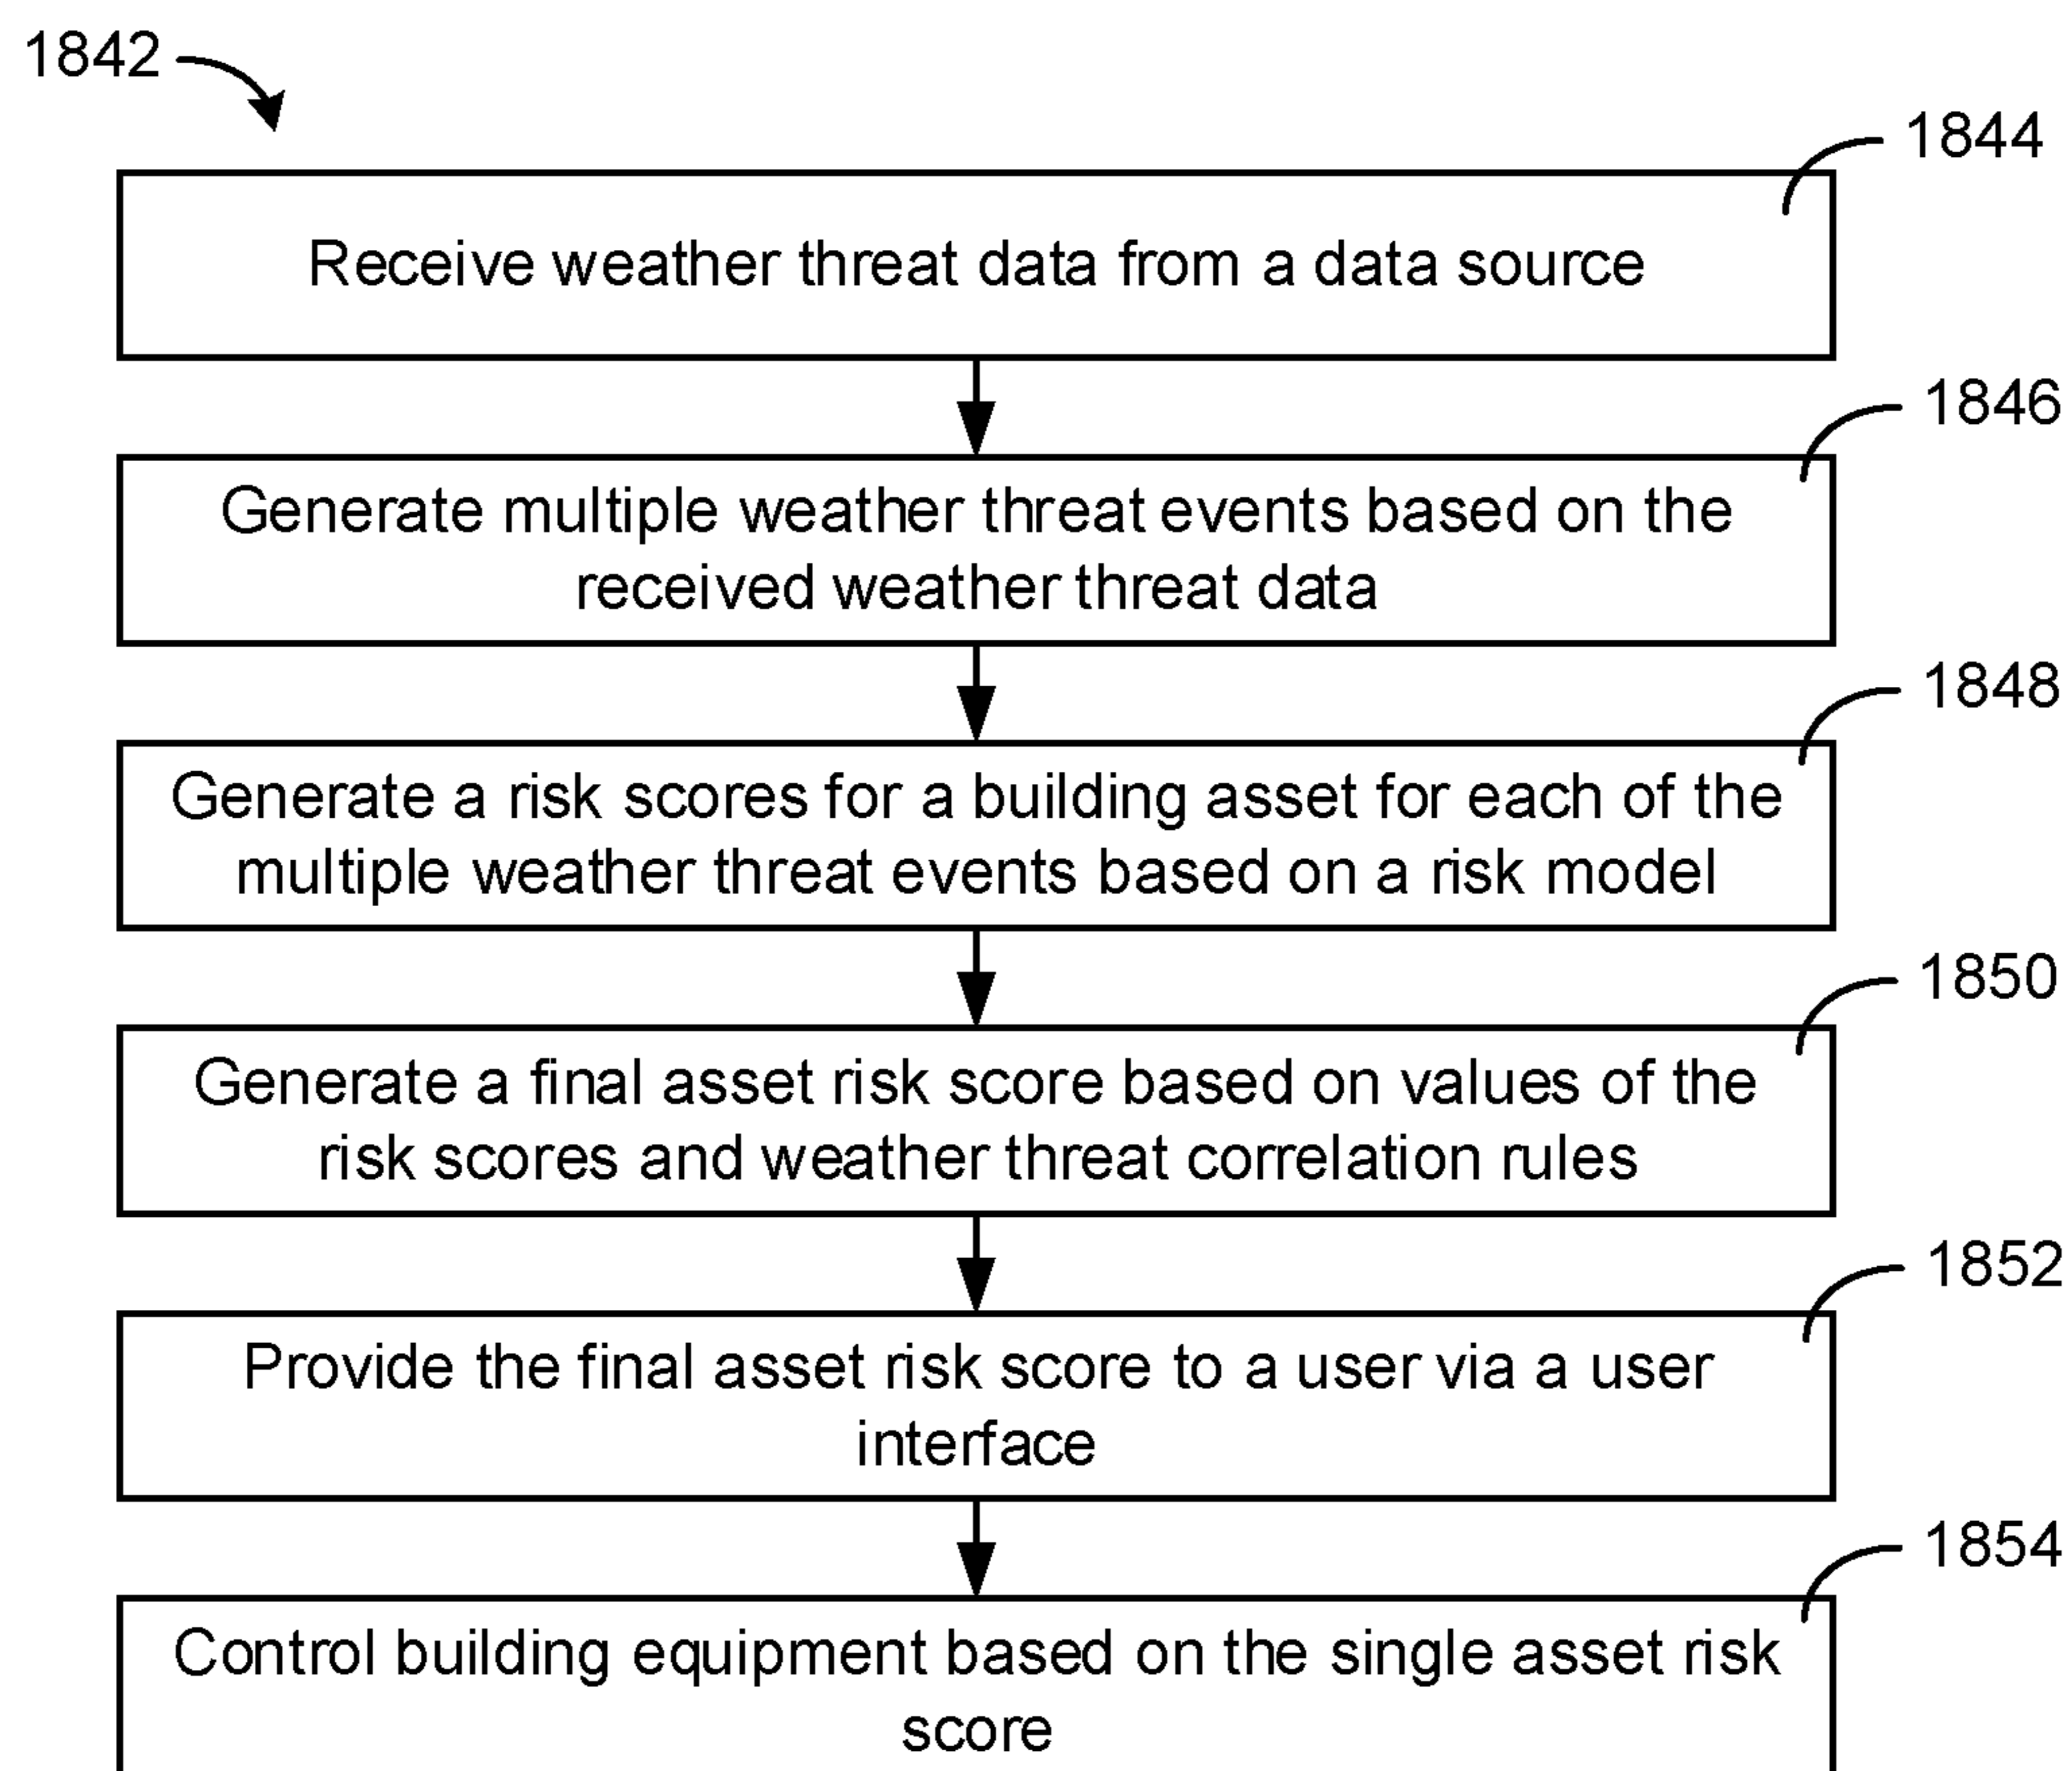 1842
1844
Receive weather threat data from a data source
1846
Generate multiple weather threat events based on the
received weather threat data
1848
Generate a risk scores for a building asset for each of the
multiple weather threat events based on a risk model
1850
Generate a final asset risk score based on values of the
risk scores and weather threat correlation rules
1852
Provide the final asset risk score to a user via a user
interface
1854
Control building equipment based on the single asset risk
score